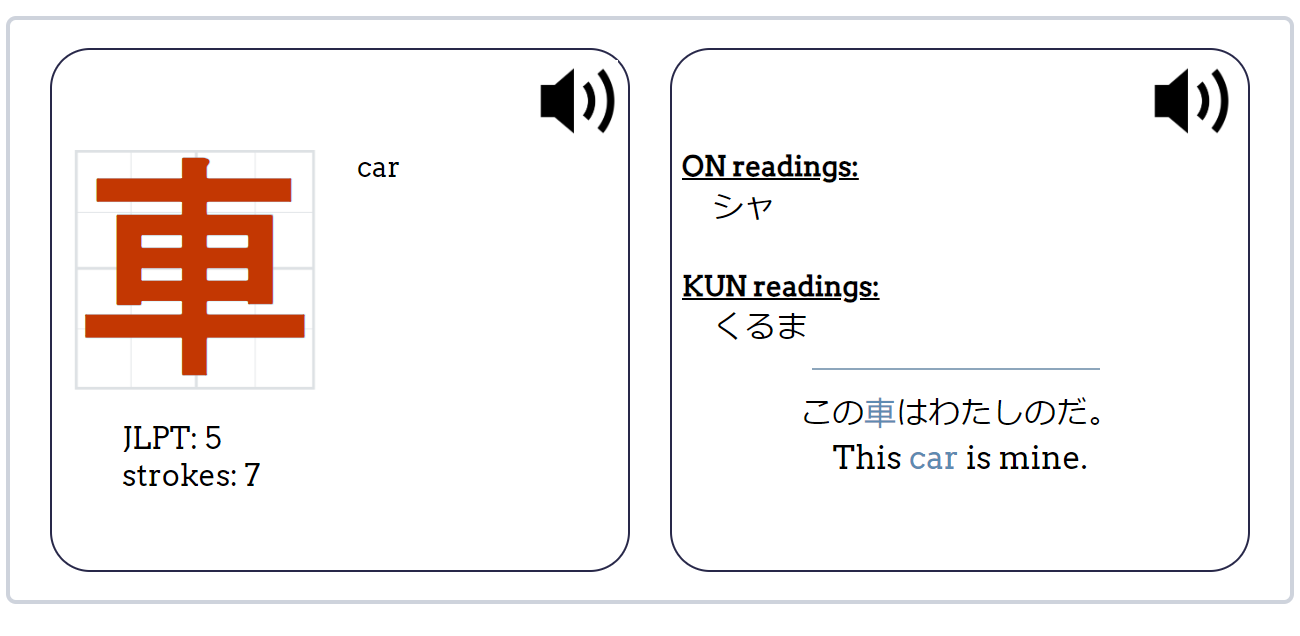 車
car
JLPT: 5
strokes: 7
ON readings:
シャ
KUN readings:
くるま
この車はわたしのだ。
This car is mine.